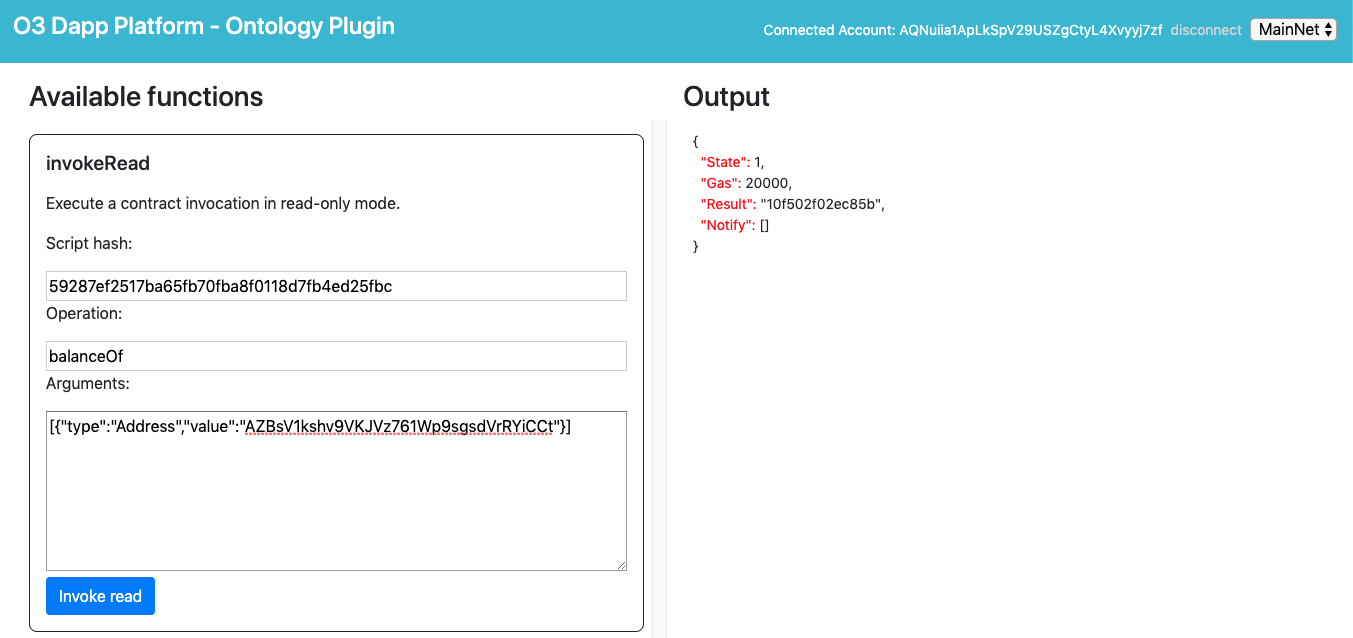 O3 Dapp Platform - Ontology Plugin
Connected Account: AQNuiia1ApLkSpV29USZgCtyL4Xvyyj7zf disconnect MainNet
Available functions
invokeRead
Execute a contract invocation in read-only mode.
Script hash:
59287ef2517ba65fb70fba8f0118d7fb4ed25fbc
Operation:
balanceOf
Arguments:
[{"type":"Address","value":"AZBsV1kshv9VKJVz761Wp9sgsdVrRYiCCt"}]
Invoke read
Output
{
"State": 1,
"Gas": 20000,
"Result": "10f502f02ec85b",
"Notify": []
}